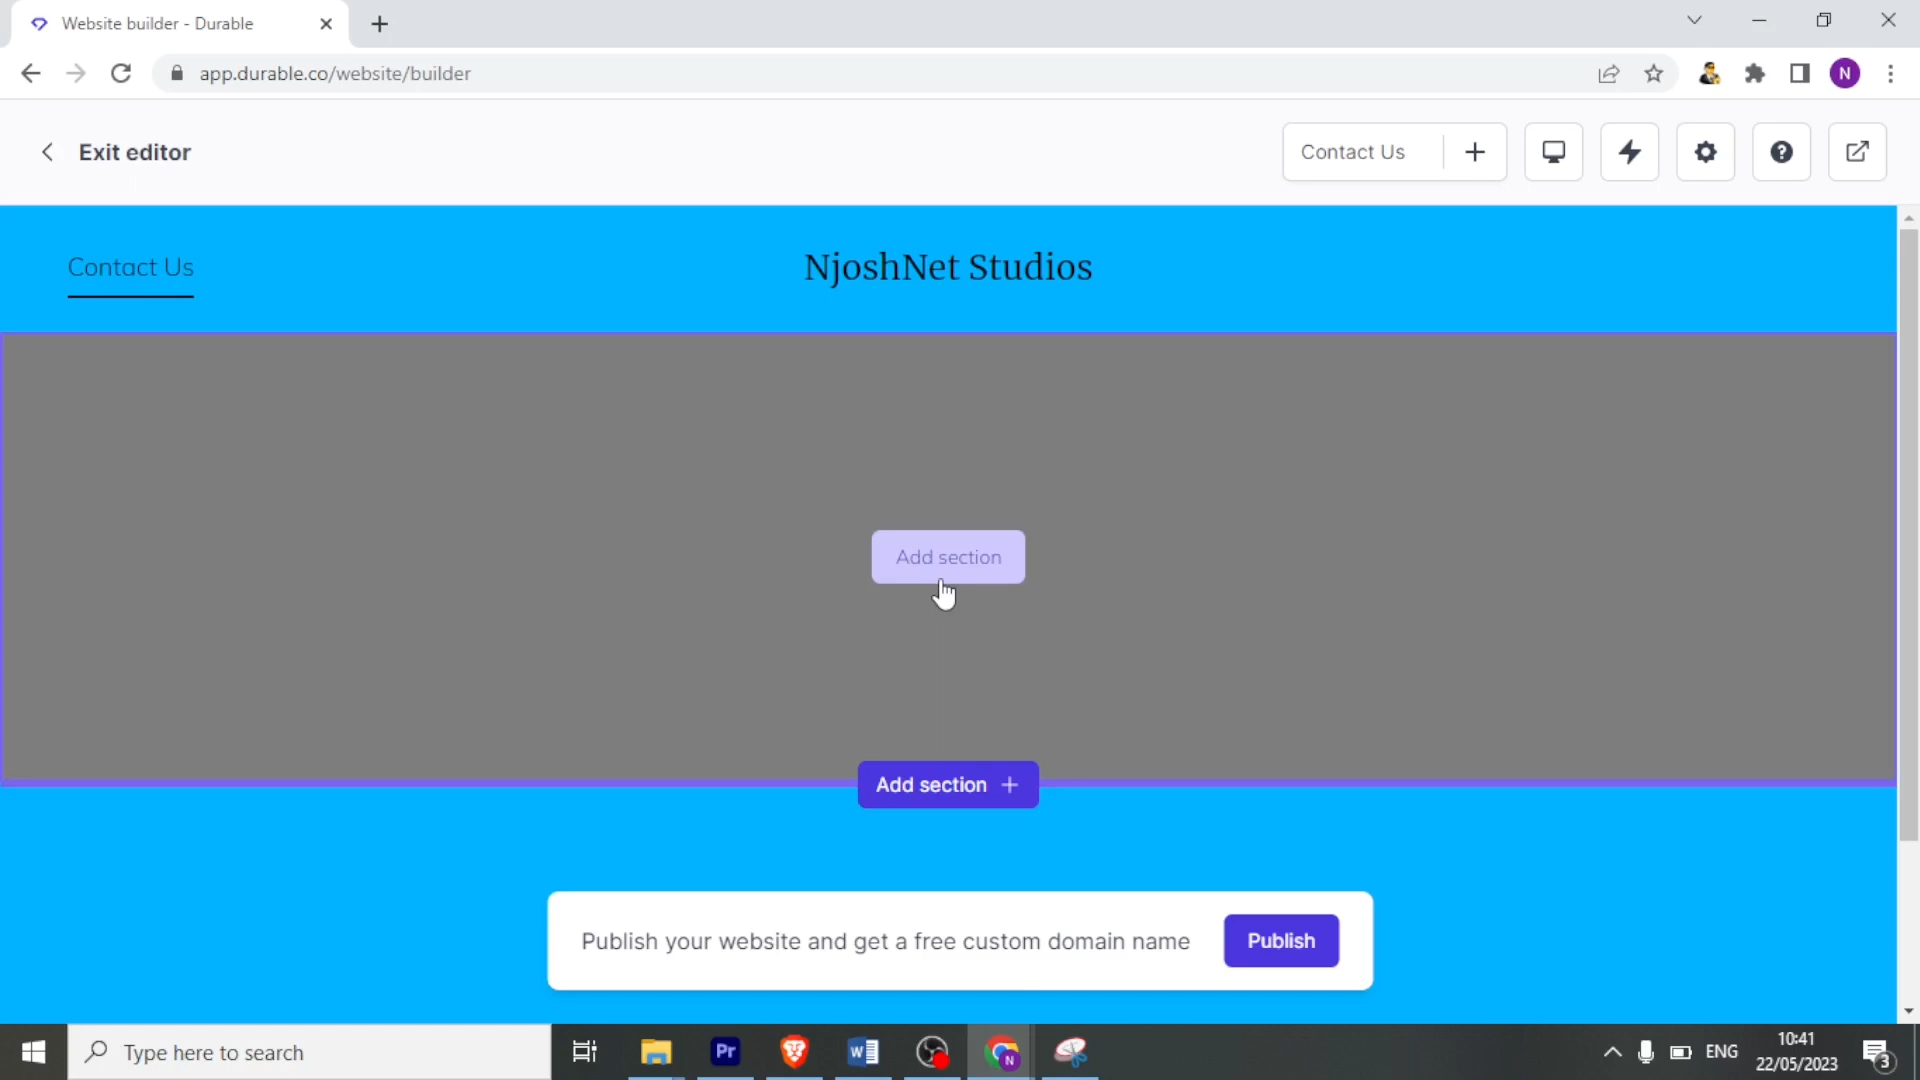 Website builder - Durable
app.durable.co/website/builder
N
Exit editor
Contact Us
Contact Us
NjoshNet Studios
Add section
Add section
Publish your website and get a free custom domain name
Publish
Type here to search
Pr
W
N
ENG
10:41
22/05/2023
3